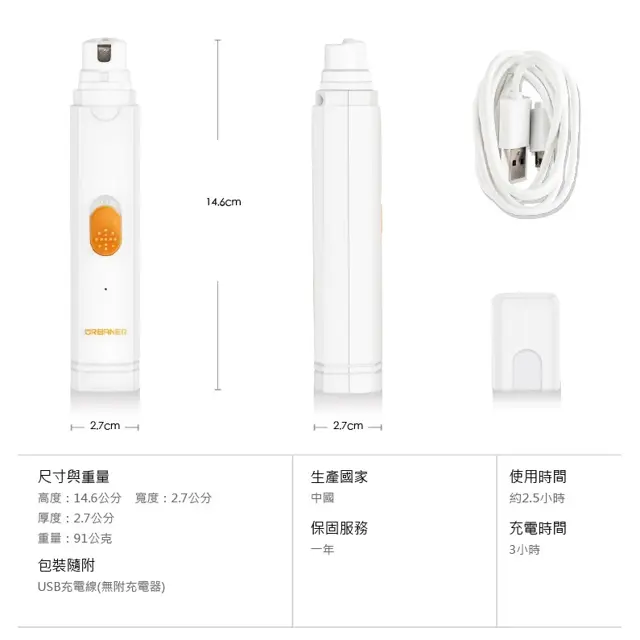 14.6cm
ORBANEO
2.7cm
2.7cm
尺寸與重量
高度：14.6公分 寬度：2.7公分
厚度：2.7公分
重量：91公克
包裝隨附
USB充電線(無附充電器)
生產國家
中國
保固服務
一年
使用時間
約2.5小時
充電時間
3小時